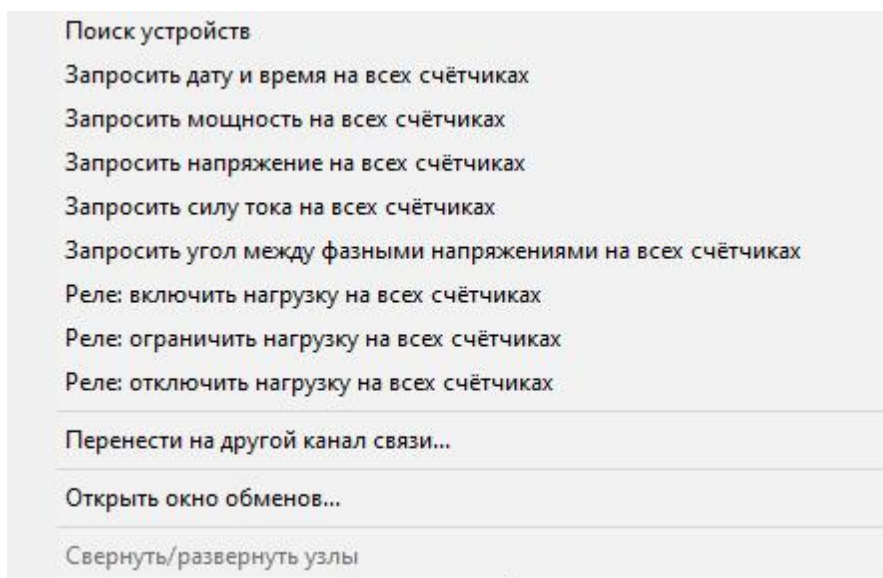 Поиск устройств
Запросить дату и время на всех счётчиках
Запросить мощность на всех счётчиках
Запросить напряжение на всех счётчиках
Запросить силу тока на всех счётчиках
Запросить угол между фазными напряжениями на всех счётчиках
Реле: включить нагрузку на всех счётчиках
Реле: ограничить нагрузку на всех счётчиках
Реле: отключить нагрузку на всех счётчиках
Перенести на другой канал связи...
Открыть окно обменов...
Свернуть/развернуть узлы